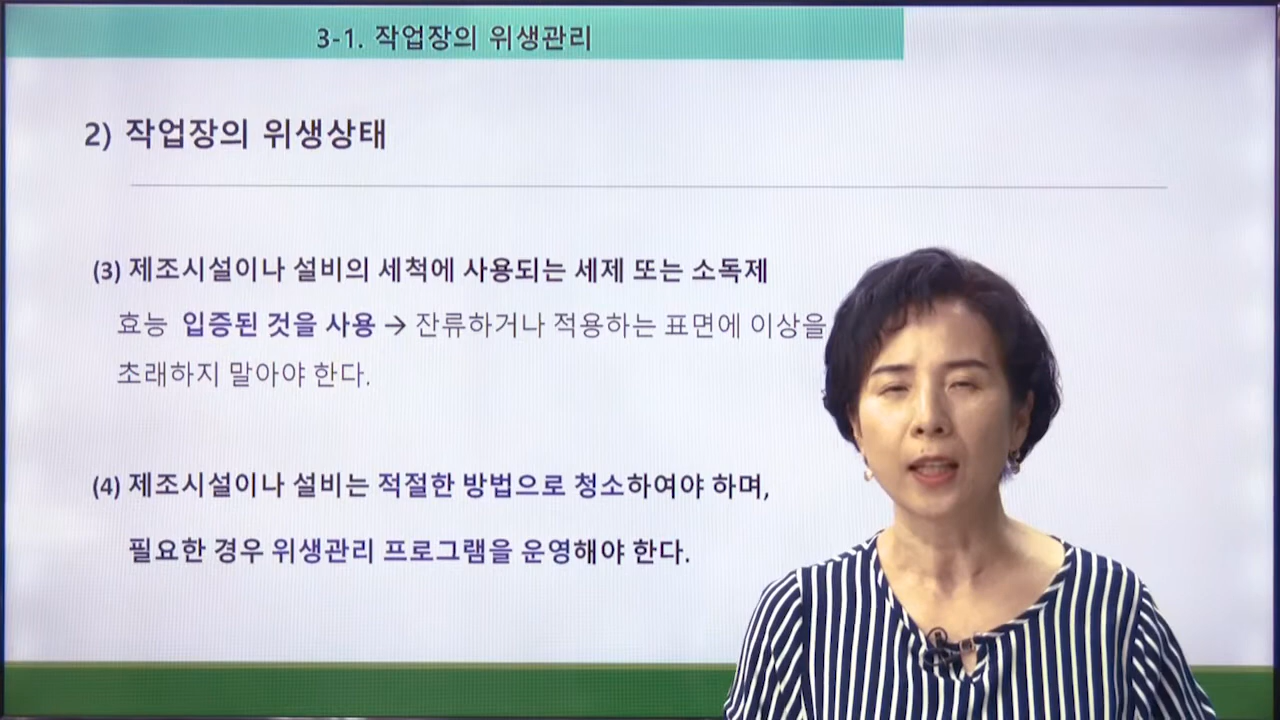 3-1. 작업장의 위생관리
2) 작업장의 위생상태
(3) 제조시설이나 설비의 세척에 사용되는 세제 또는 소독제
효능 입증된 것을 사용 → 잔류하거나 적용하는 표면에 이상을
초래하지 말아야 한다.
(4) 제조시설이나 설비는 적절한 방법으로 청소하여야 하며,
필요한 경우 위생관리 프로그램을 운영해야 한다.